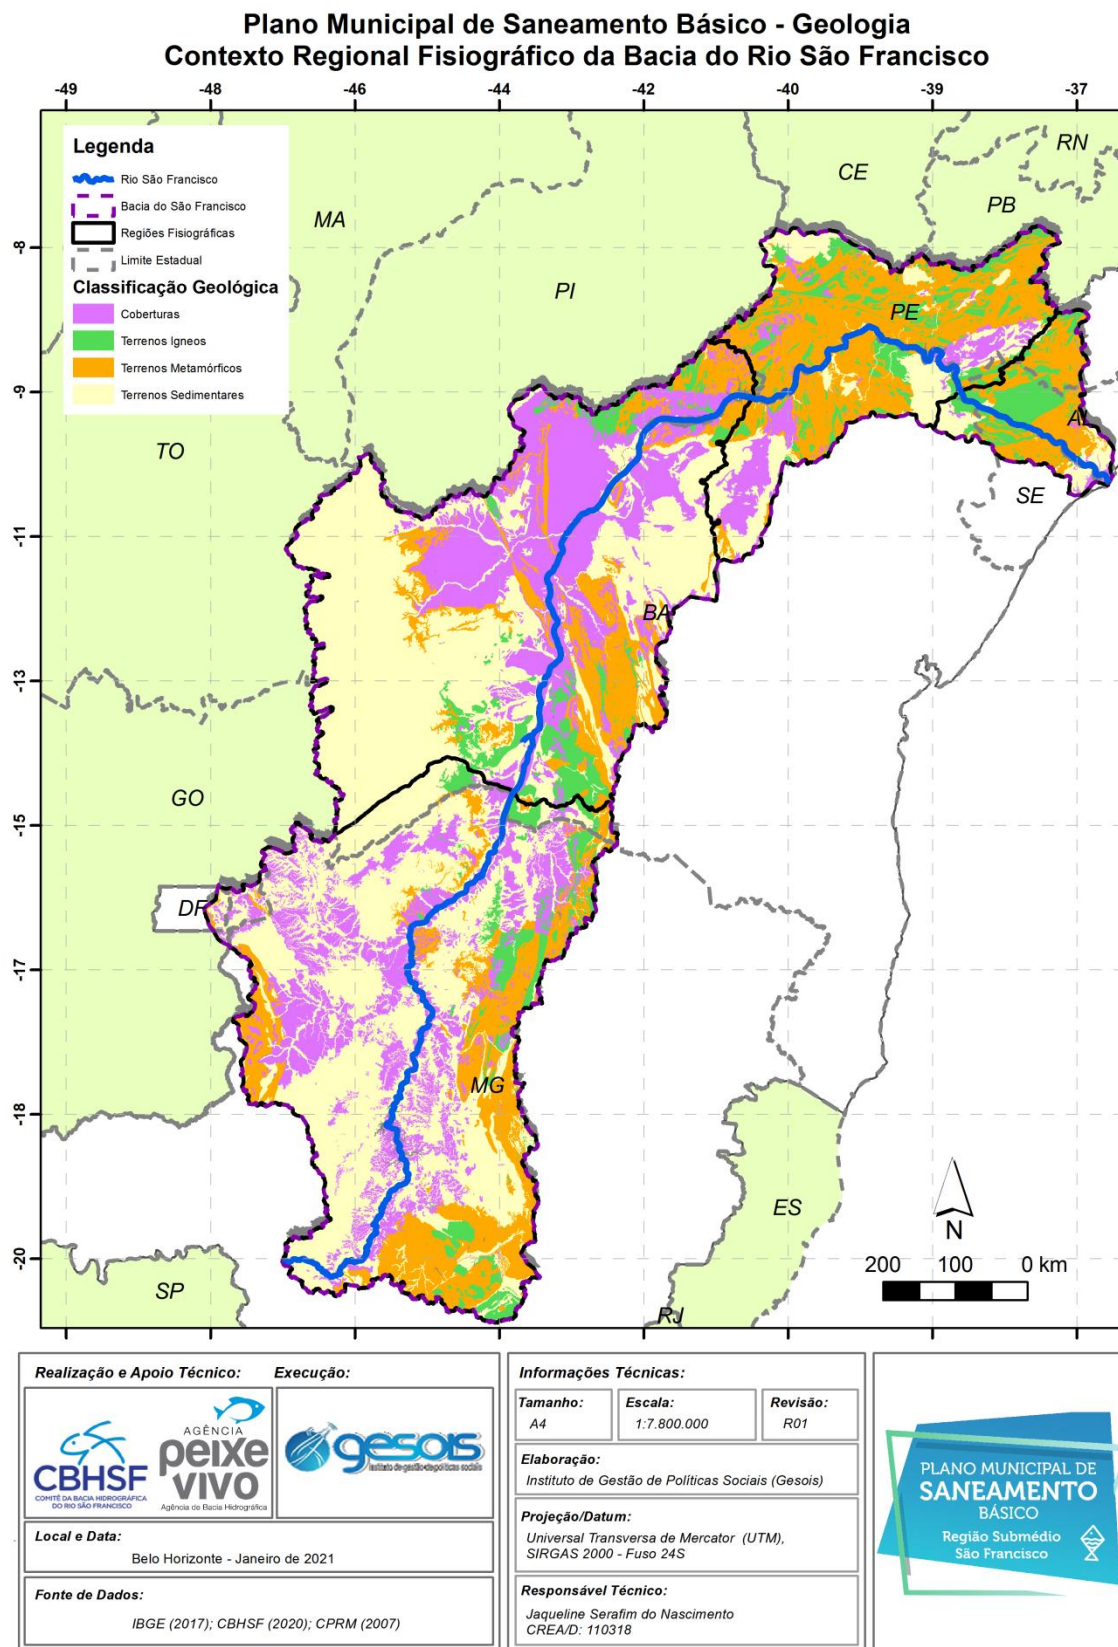 Plano Municipal de Saneamento Básico - Geologia
Contexto Regional Fisiográfico da Bacia do Rio São Francisco
-49 -48 -46 -44 -42 -40 -39 -37
Legenda
Rio São Francisco
Bacia do São Francisco
Regiões Fisiográficas
Limite Estadual
Classificação Geológica
Coberturas
Terrenos Igneos
Terrenos Metamórficos
Terrenos Sedimentares
RN
CE
PB
MA
-8
PI
PE
-9
A
TO
SE
-11
BA
-13
GO
-15
DF
-17
MG
-18
ES
N
-20
200 100 0 km
SP
RJ
Realização e Apoio Técnico: Execução:
CBHSF
COMITÊ DA BACIA HIDROGRÁFICA
DO RIO SÃO FRANCISCO
AGÊNCIA
peixe
vivo
Agência de Bacia Hidrográfica
gesois
instituto de gestão de políticas sociais
Local e Data:
Belo Horizonte - Janeiro de 2021
Fonte de Dados:
IBGE (2017); CBHSF (2020); CPRM (2007)
Informações Técnicas:
Tamanho: Escala: Revisão:
A4 1:7.800.000 R01
Elaboração:
Instituto de Gestão de Políticas Sociais (Gesois)
Projeção/Datum:
Universal Transversa de Mercator (UTM),
SIRGAS 2000 - Fuso 24S
Responsável Técnico:
Jaqueline Serafim do Nascimento
CREA/D: 110318
PLANO MUNICIPAL DE
SANEAMENTO
BÁSICO
Região Submédio
São Francisco